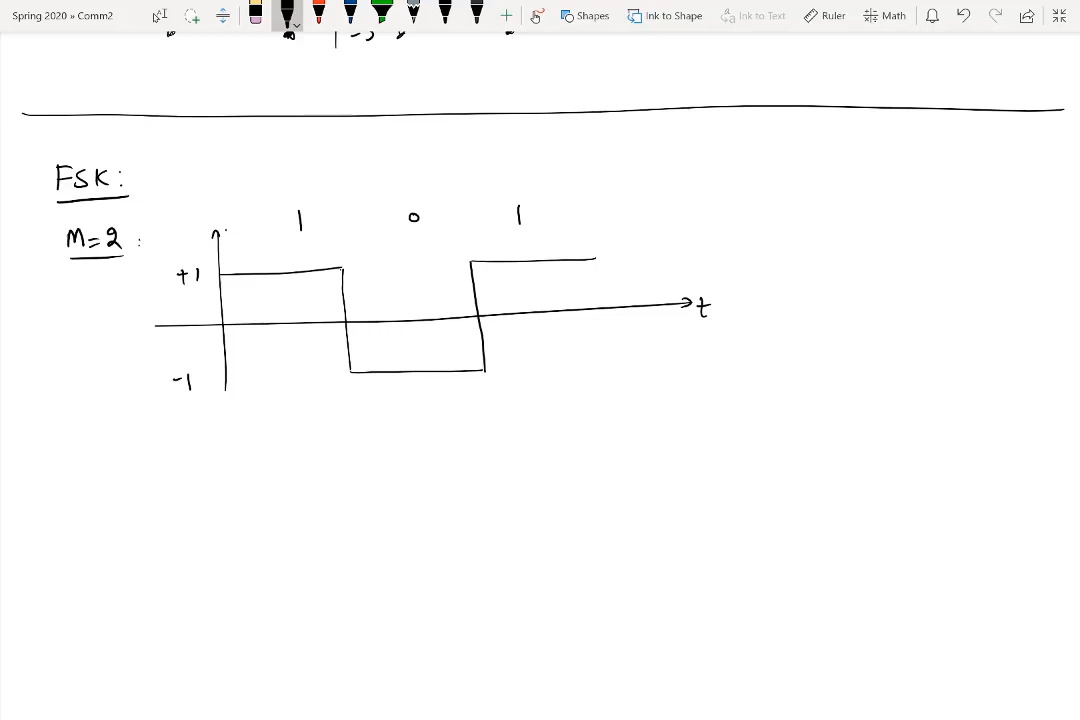 Spring 2020 » Comm2 Shapes Ink to Shape Ink to Text Ruler Math
FSK:
M=2 :
1 0 1
+1
t
-1